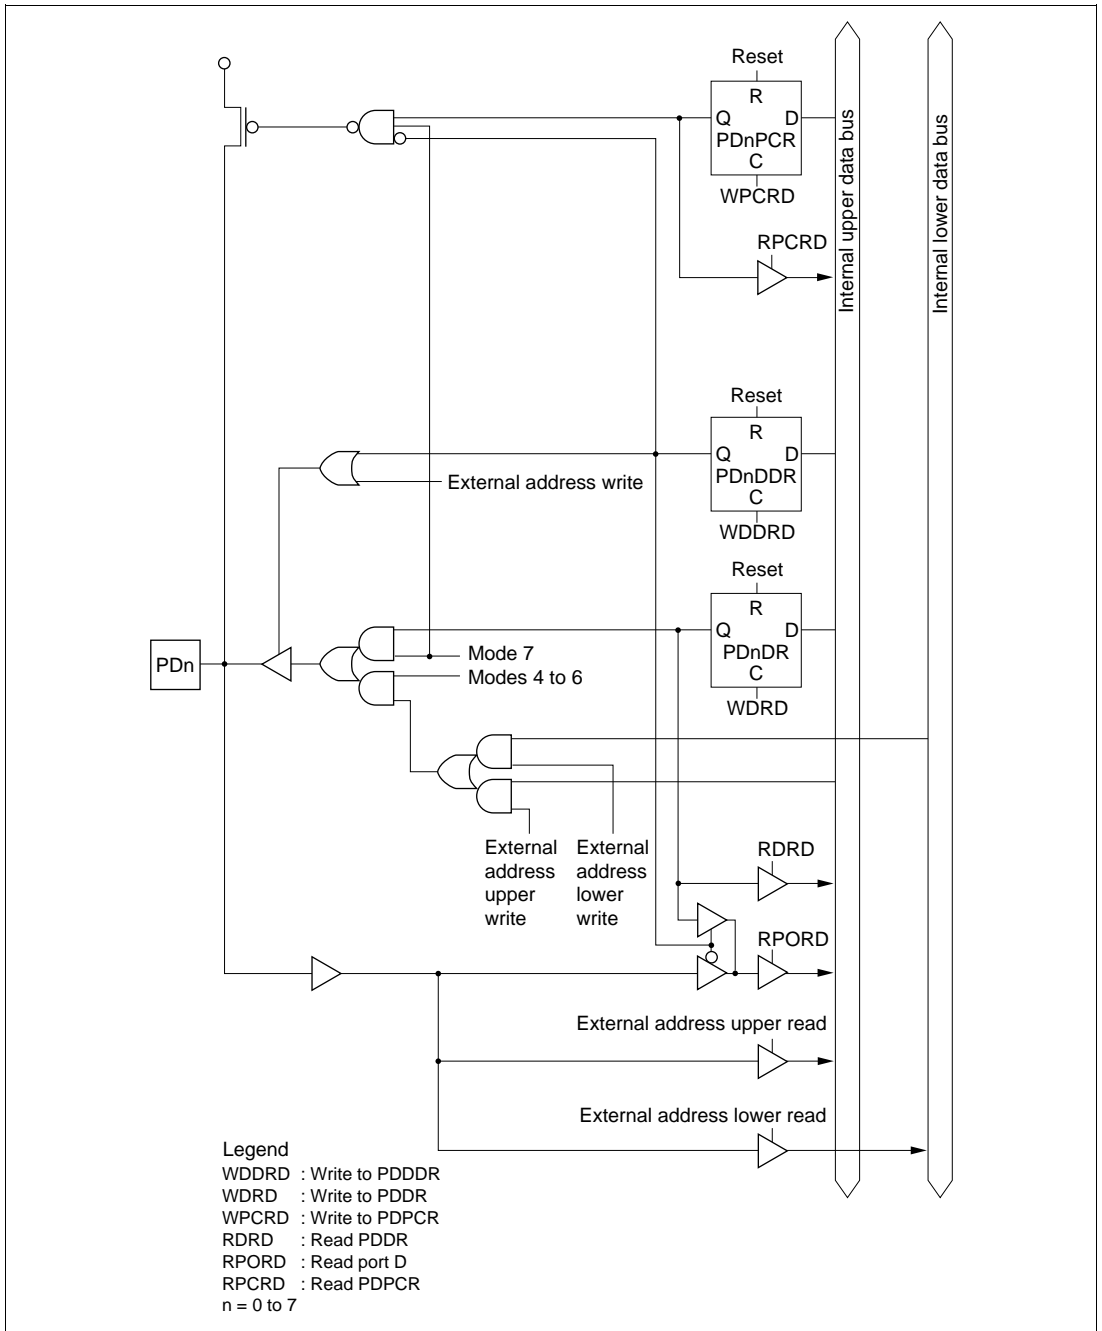 Reset
R
Q D
PDnPCR
C
WPCRD
Internal upper data bus
Internal lower data bus
RPCRD
Reset
R
Q D
PDnDDR
C
WDDRD
External address write
Reset
R
Q D
PDnDR
C
WDRD
PDn
Mode 7
Modes 4 to 6
External
address
upper
write
External
address
lower
write
RDRD
RPORD
External address upper read
External address lower read
Legend
WDDRD : Write to PDDDR
WDRD : Write to PDDR
WPCRD : Write to PDPCR
RDRD : Read PDDR
RPORD : Read port D
RPCRD : Read PDPCR
n = 0 to 7